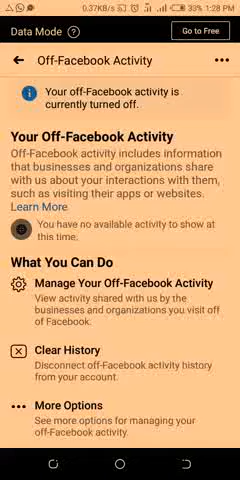 0.37KB/s 33% 1:28 PM
Data Mode ? Go to Free
Off-Facebook Activity
Your off-Facebook activity is
currently turned off.
Your Off-Facebook Activity
Off-Facebook activity includes information
that businesses and organizations share
with us about your interactions with them,
such as visiting their apps or websites.
Learn More
You have no available activity to show at
this time.
What You Can Do
Manage Your Off-Facebook Activity
View activity shared with us by the
businesses and organizations you visit off
of Facebook.
Clear History
Disconnect off-Facebook activity history
from your account.
More Options
See more options for managing your
off-Facebook activity.